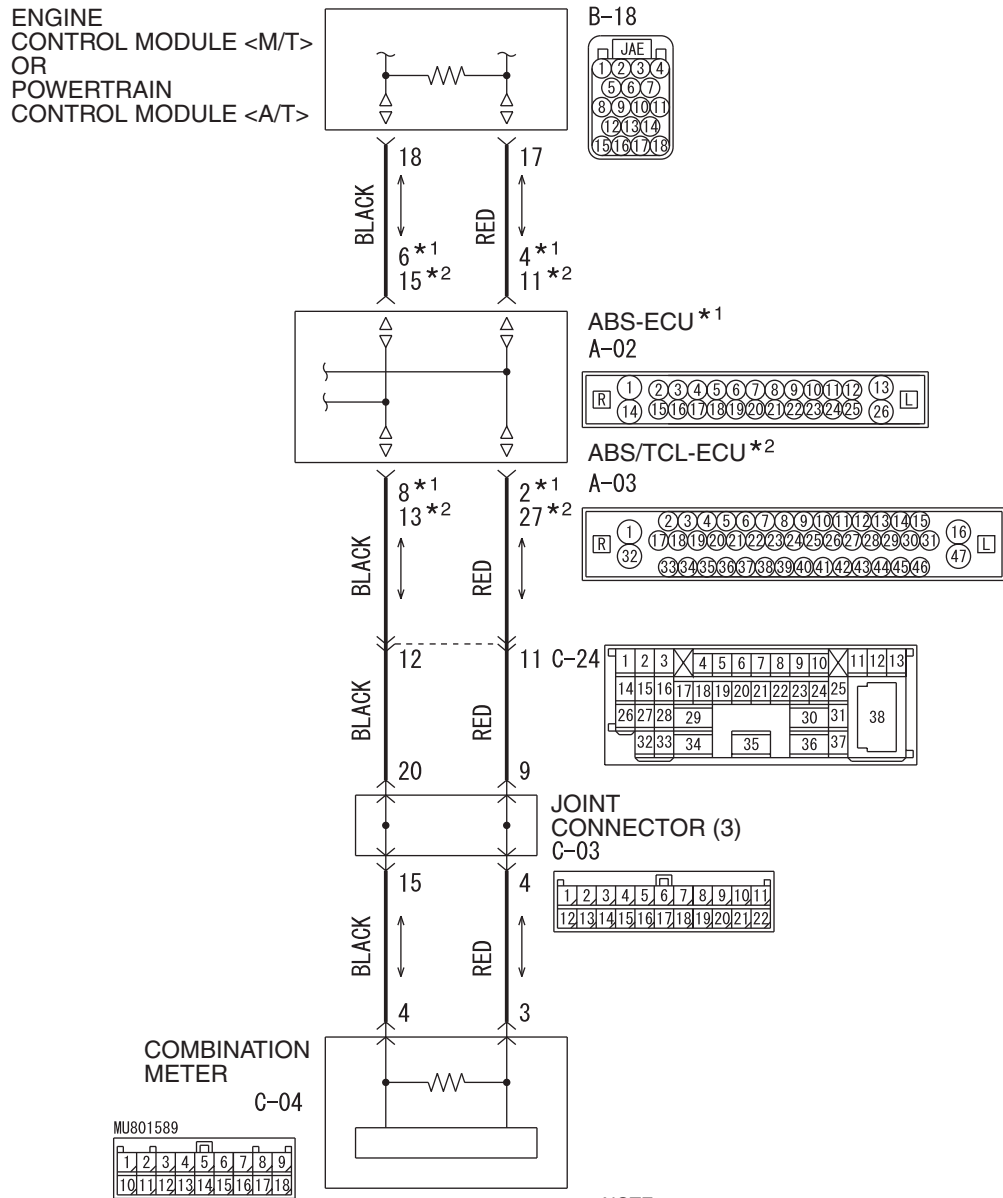 ENGINE
CONTROL MODULE <M/T>
OR
POWERTRAIN
CONTROL MODULE <A/T>
B-18
JAE
1 2 3 4
5 6 7
8 9 10 11
12 13 14
15 16 17 18
18 17
BLACK RED
6*1 4*1
15*2 11*2
ABS-ECU*1
A-02
R 1 2 3 4 5 6 7 8 9 10 11 12 13 L
14 15 16 17 18 19 20 21 22 23 24 25 26
ABS/TCL-ECU*2
A-03
8*1 2*1
13*2 27*2
R 1 2 3 4 5 6 7 8 9 10 11 12 13 14 15 16 L
17 18 19 20 21 22 23 24 25 26 27 28 29 30 31
32 33 34 35 36 37 38 39 40 41 42 43 44 45 46 47
BLACK RED
12 11 C-24
1 2 3 4 5 6 7 8 9 10 11 12 13
14 15 16 17 18 19 20 21 22 23 24 25
26 27 28 29 30 31 38
32 33 34 35 36 37
BLACK RED
20 9
JOINT
CONNECTOR (3)
C-03
15 4
1 2 3 4 5 6 7 8 9 10 11
12 13 14 15 16 17 18 19 20 21 22
BLACK RED
4 3
COMBINATION
METER
C-04
MU801589
1 2 3 4 5 6 7 8 9
10 11 12 13 14 15 16 17 18